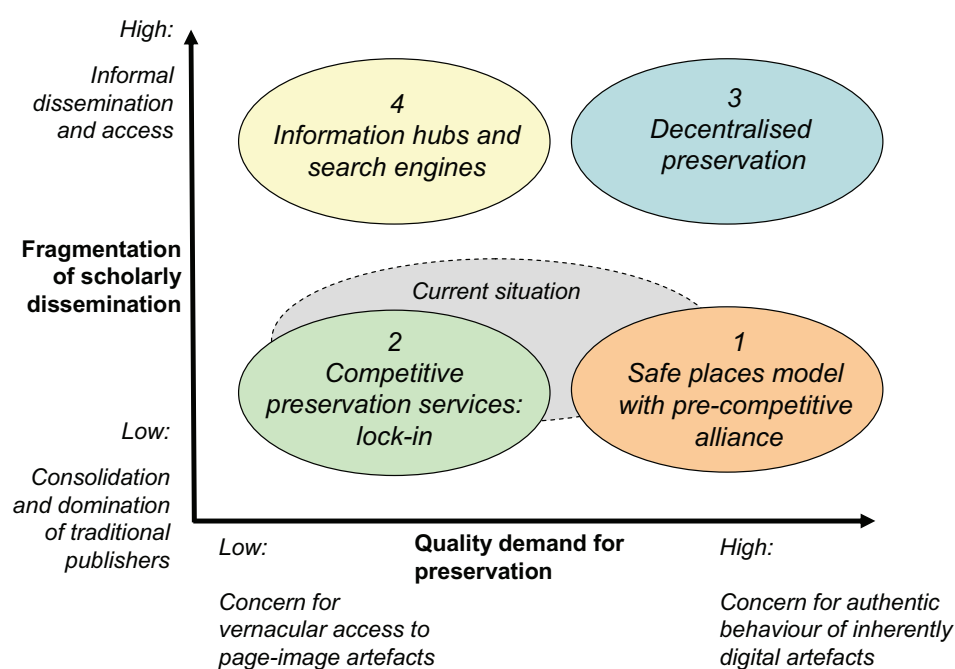 High:
Informal
dissemination
and access
4
Information hubs and
search engines
3
Decentralised
preservation
Fragmentation
of scholarly
dissemination
Current situation
2
Competitive
preservation services:
lock-in
1
Safe places model
with pre-competitive
alliance
Low:
Consolidation
and domination
of traditional
publishers
Low:
Quality demand for
preservation
High:
Concern for
vernacular access to
page-image artefacts
Concern for authentic
behaviour of inherently
digital artefacts